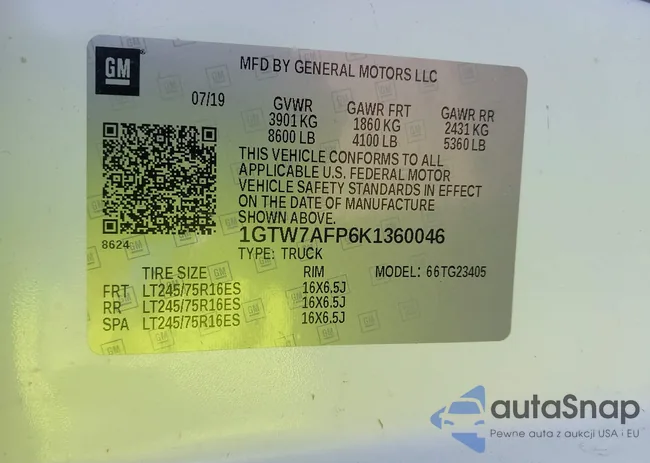 GM
MFD BY GENERAL MOTORS LLC
07/19
GVWR GAWR FRT GAWR RR
3901 KG 1860 KG 2431 KG
8600 LB 4100 LB 5360 LB
THIS VEHICLE CONFORMS TO ALL
APPLICABLE U.S. FEDERAL MOTOR
VEHICLE SAFETY STANDARDS IN EFFECT
ON THE DATE OF MANUFACTURE
SHOWN ABOVE.
8624
1GTW7AFP6K1360046
TYPE: TRUCK
TIRE SIZE RIM MODEL: 66TG23405
FRT LT245/75R16ES 16X6.5J
RR LT245/75R16ES 16X6.5J
SPA LT245/75R16ES 16X6.5J
autaSnap
Pewne auta z aukcji USA i EU